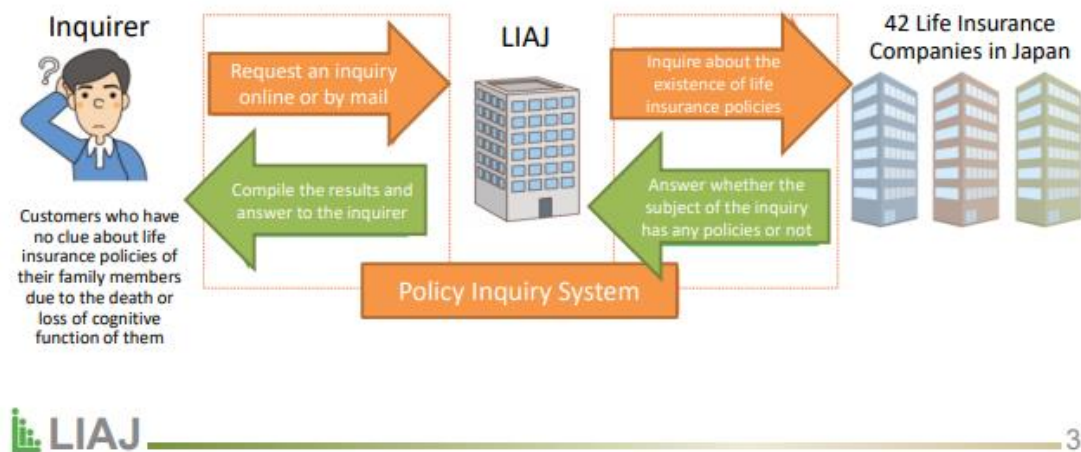 Inquirer
Request an inquiry
online or by mail
LIAJ
Inquire about the
existence of life
insurance policies
42 Life Insurance
Companies in Japan
?
Compile the results and
answer to the inquirer
Answer whether the
subject of the inquiry
has any policies or not
Customers who have
no clue about life
insurance policies of
their family members
due to the death or
loss of cognitive
function of them
Policy Inquiry System
LIAJ
3